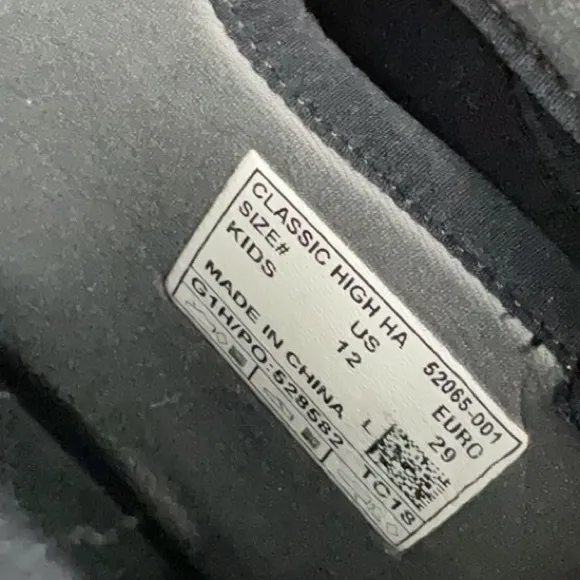 CLASSIC HIGH HA 52065-001
SIZE# US EURO
KIDS 12 29
MADE IN CHINA L
G1H/PO:528582 TC18